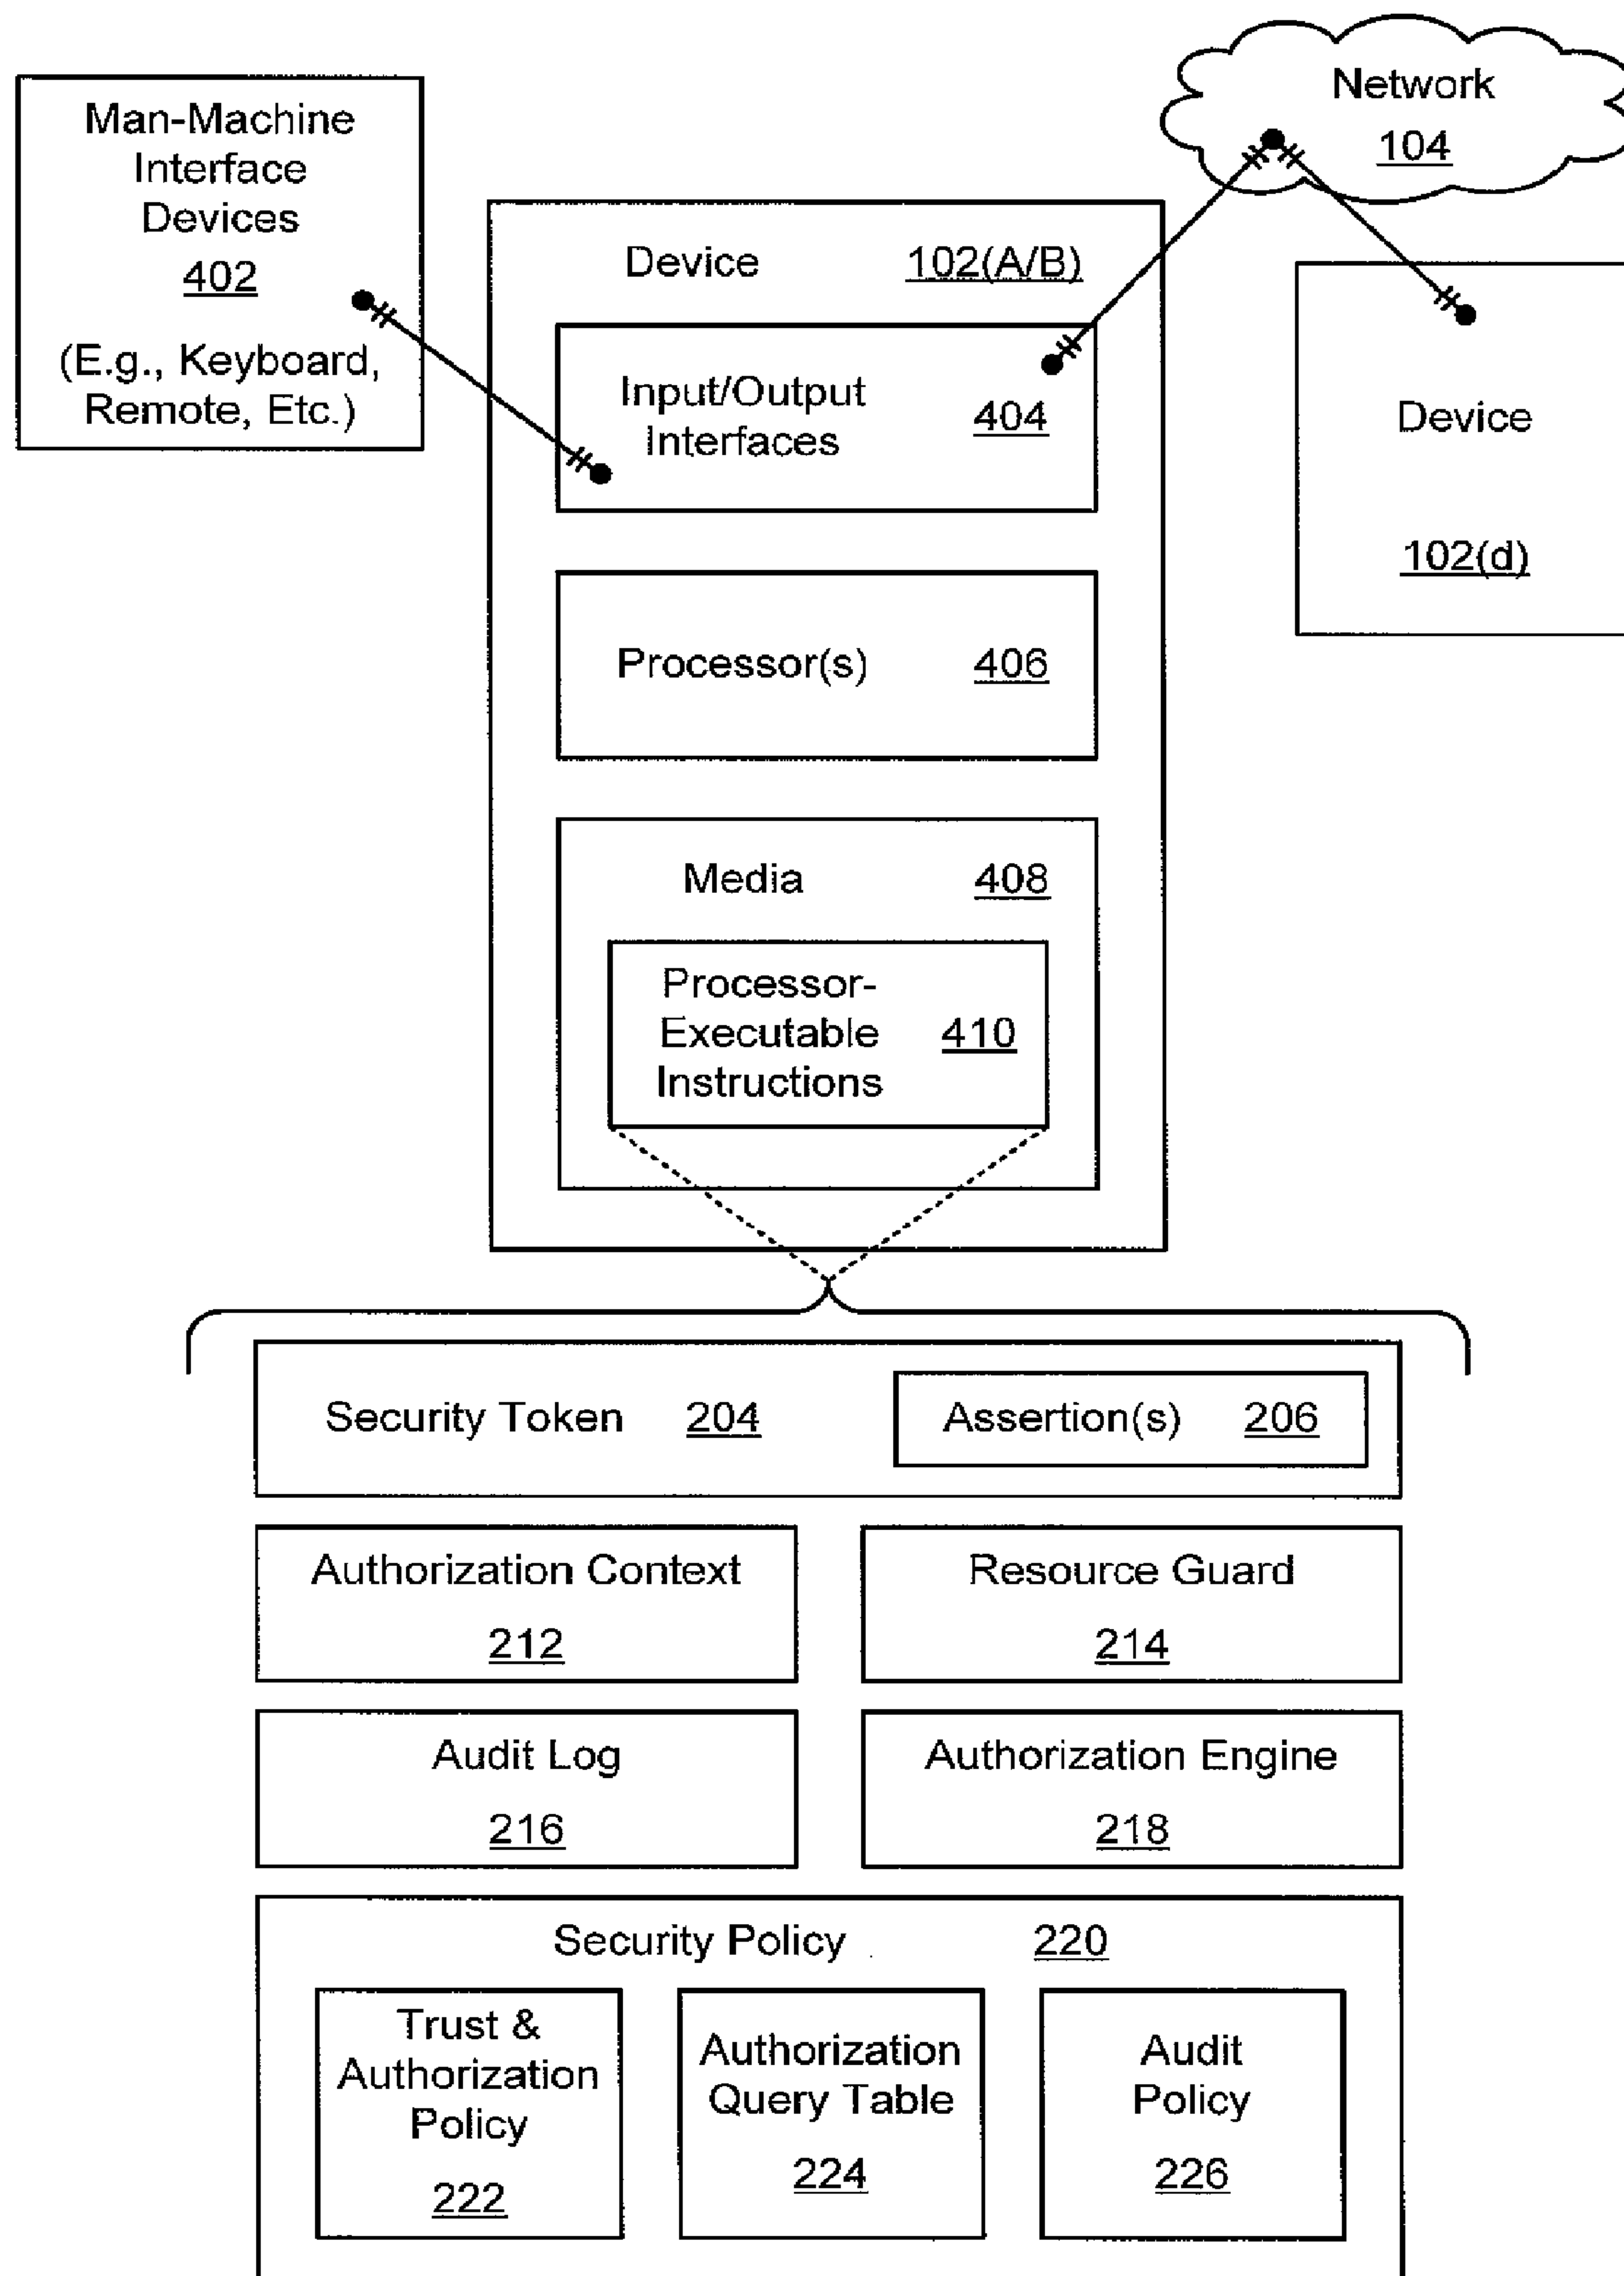 Network
104
Man-Machine
Interface
Devices
402
(E.g., Keyboard,
Remote, Etc.)
Device 102(A/B)
Input/Output
Interfaces
404
Device
102(d)
Processor(s) 406
Media 408
Processor-
Executable
Instructions
410
Security Token 204
Assertion(s) 206
Authorization Context
212
Resource Guard
214
Audit Log
216
Authorization Engine
218
Security Policy 220
Trust &
Authorization
Policy
222
Authorization
Query Table
224
Audit
Policy
226